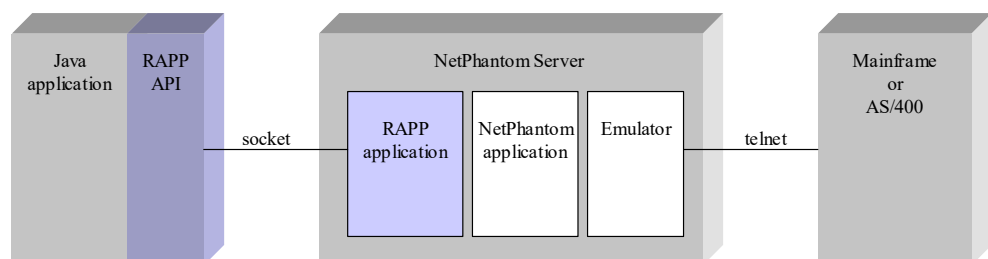 Java
application
RAPP
API
socket
NetPhantom Server
RAPP
application
NetPhantom
application
Emulator
telnet
Mainframe
or
AS/400